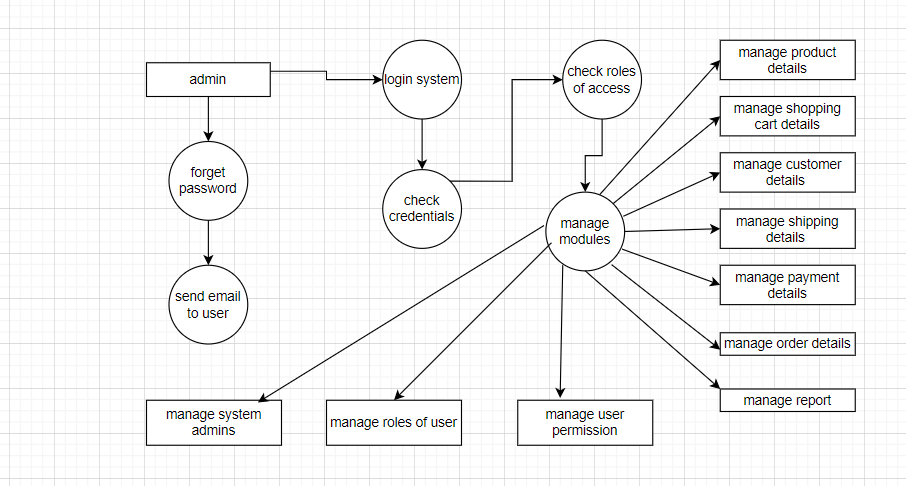 admin
login system
check roles
of access
manage product
details
manage shopping
cart details
manage customer
details
manage shipping
details
manage payment
details
manage order details
manage report
forget
password
check
credentials
manage
modules
send email
to user
manage system
admins
manage roles of user
manage user
permission